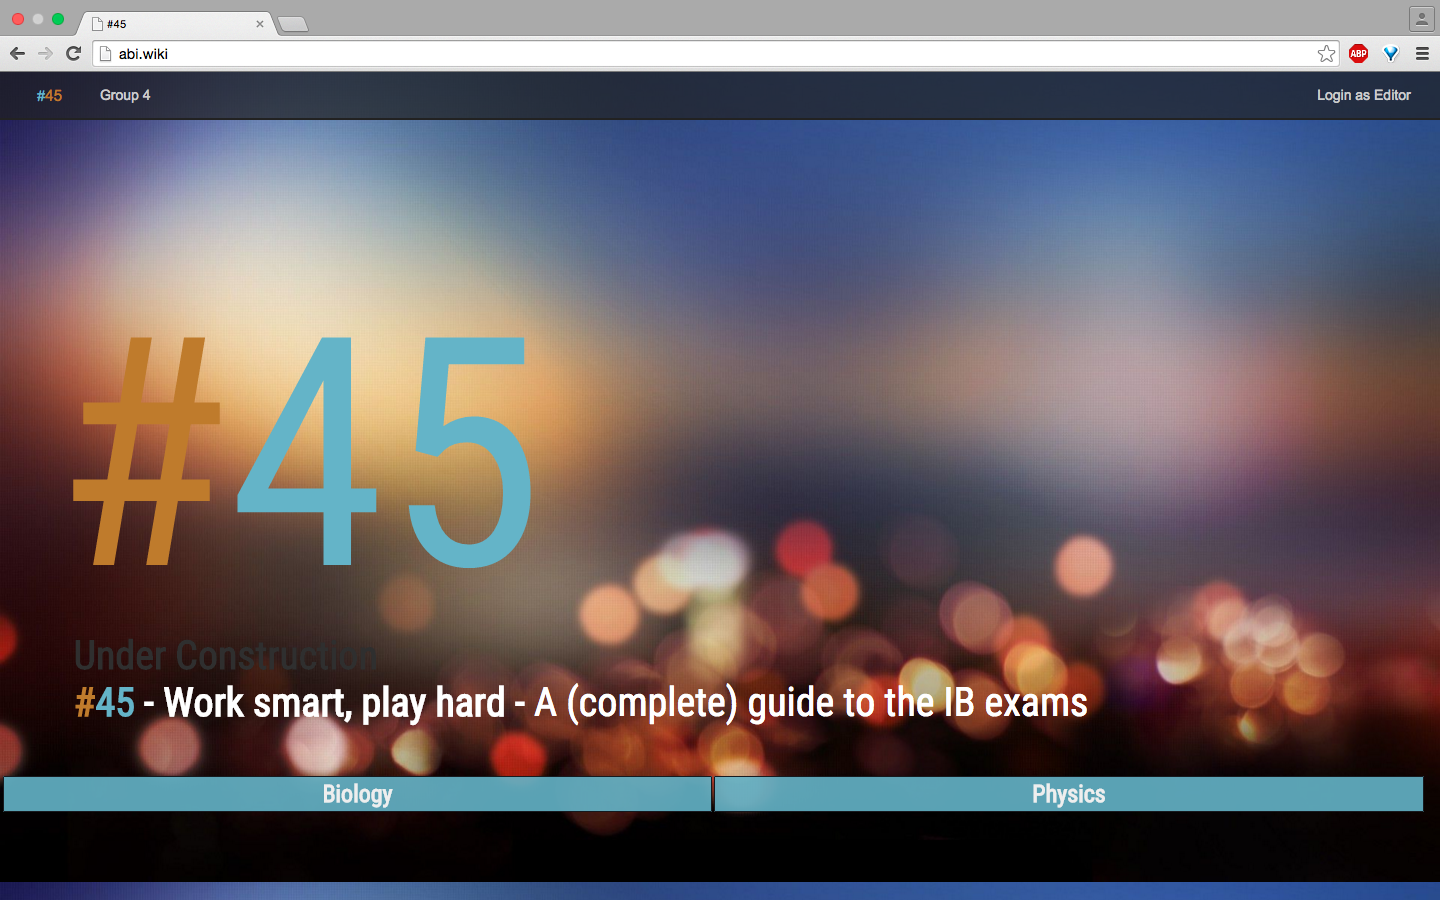 #45
abi.wiki
ABP
#45
Group 4
Login as Editor
#45
Under Construction
#45 - Work smart, play hard - A (complete) guide to the IB exams
Biology
Physics